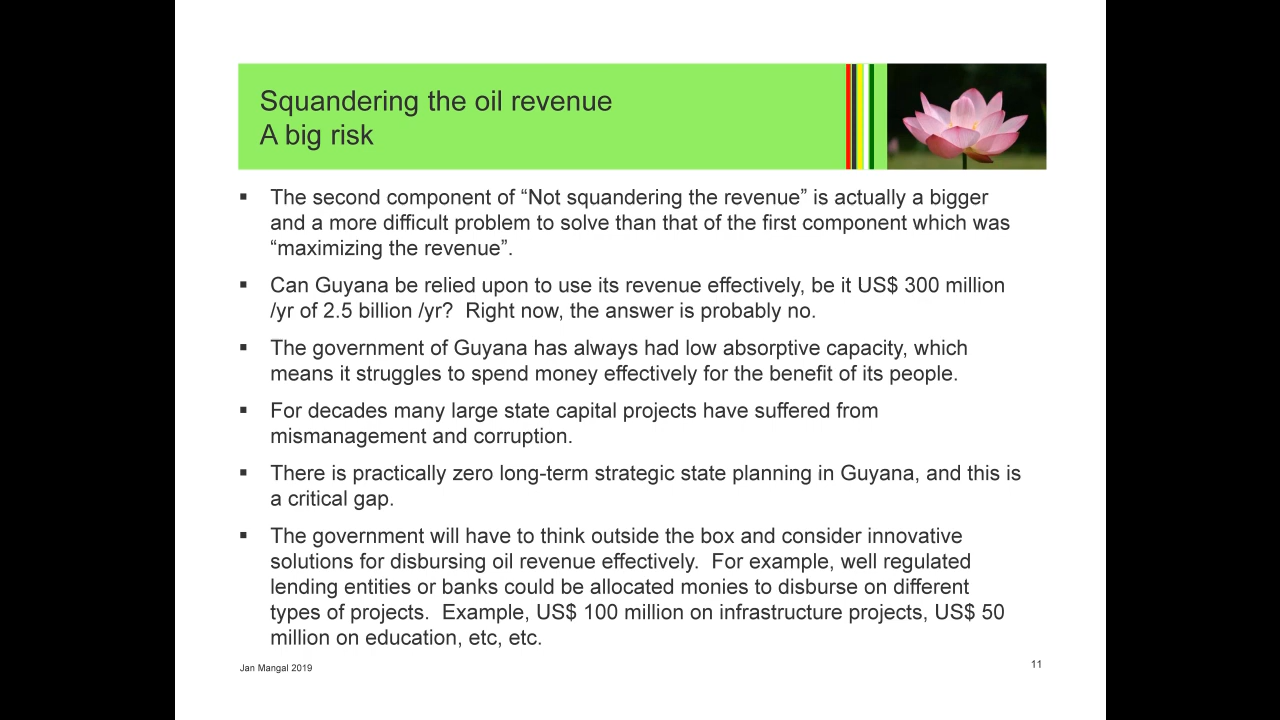 Squandering the oil revenue
A big risk
▪ The second component of “Not squandering the revenue” is actually a bigger
and a more difficult problem to solve than that of the first component which was
“maximizing the revenue”.
▪ Can Guyana be relied upon to use its revenue effectively, be it US$ 300 million
/yr of 2.5 billion /yr?  Right now, the answer is probably no.
▪ The government of Guyana has always had low absorptive capacity, which
means it struggles to spend money effectively for the benefit of its people.
▪ For decades many large state capital projects have suffered from
mismanagement and corruption.
▪ There is practically zero long-term strategic state planning in Guyana, and this is
a critical gap.
▪ The government will have to think outside the box and consider innovative
solutions for disbursing oil revenue effectively.  For example, well regulated
lending entities or banks could be allocated monies to disburse on different
types of projects.  Example, US$ 100 million on infrastructure projects, US$ 50
million on education, etc, etc.
Jan Mangal 2019
11